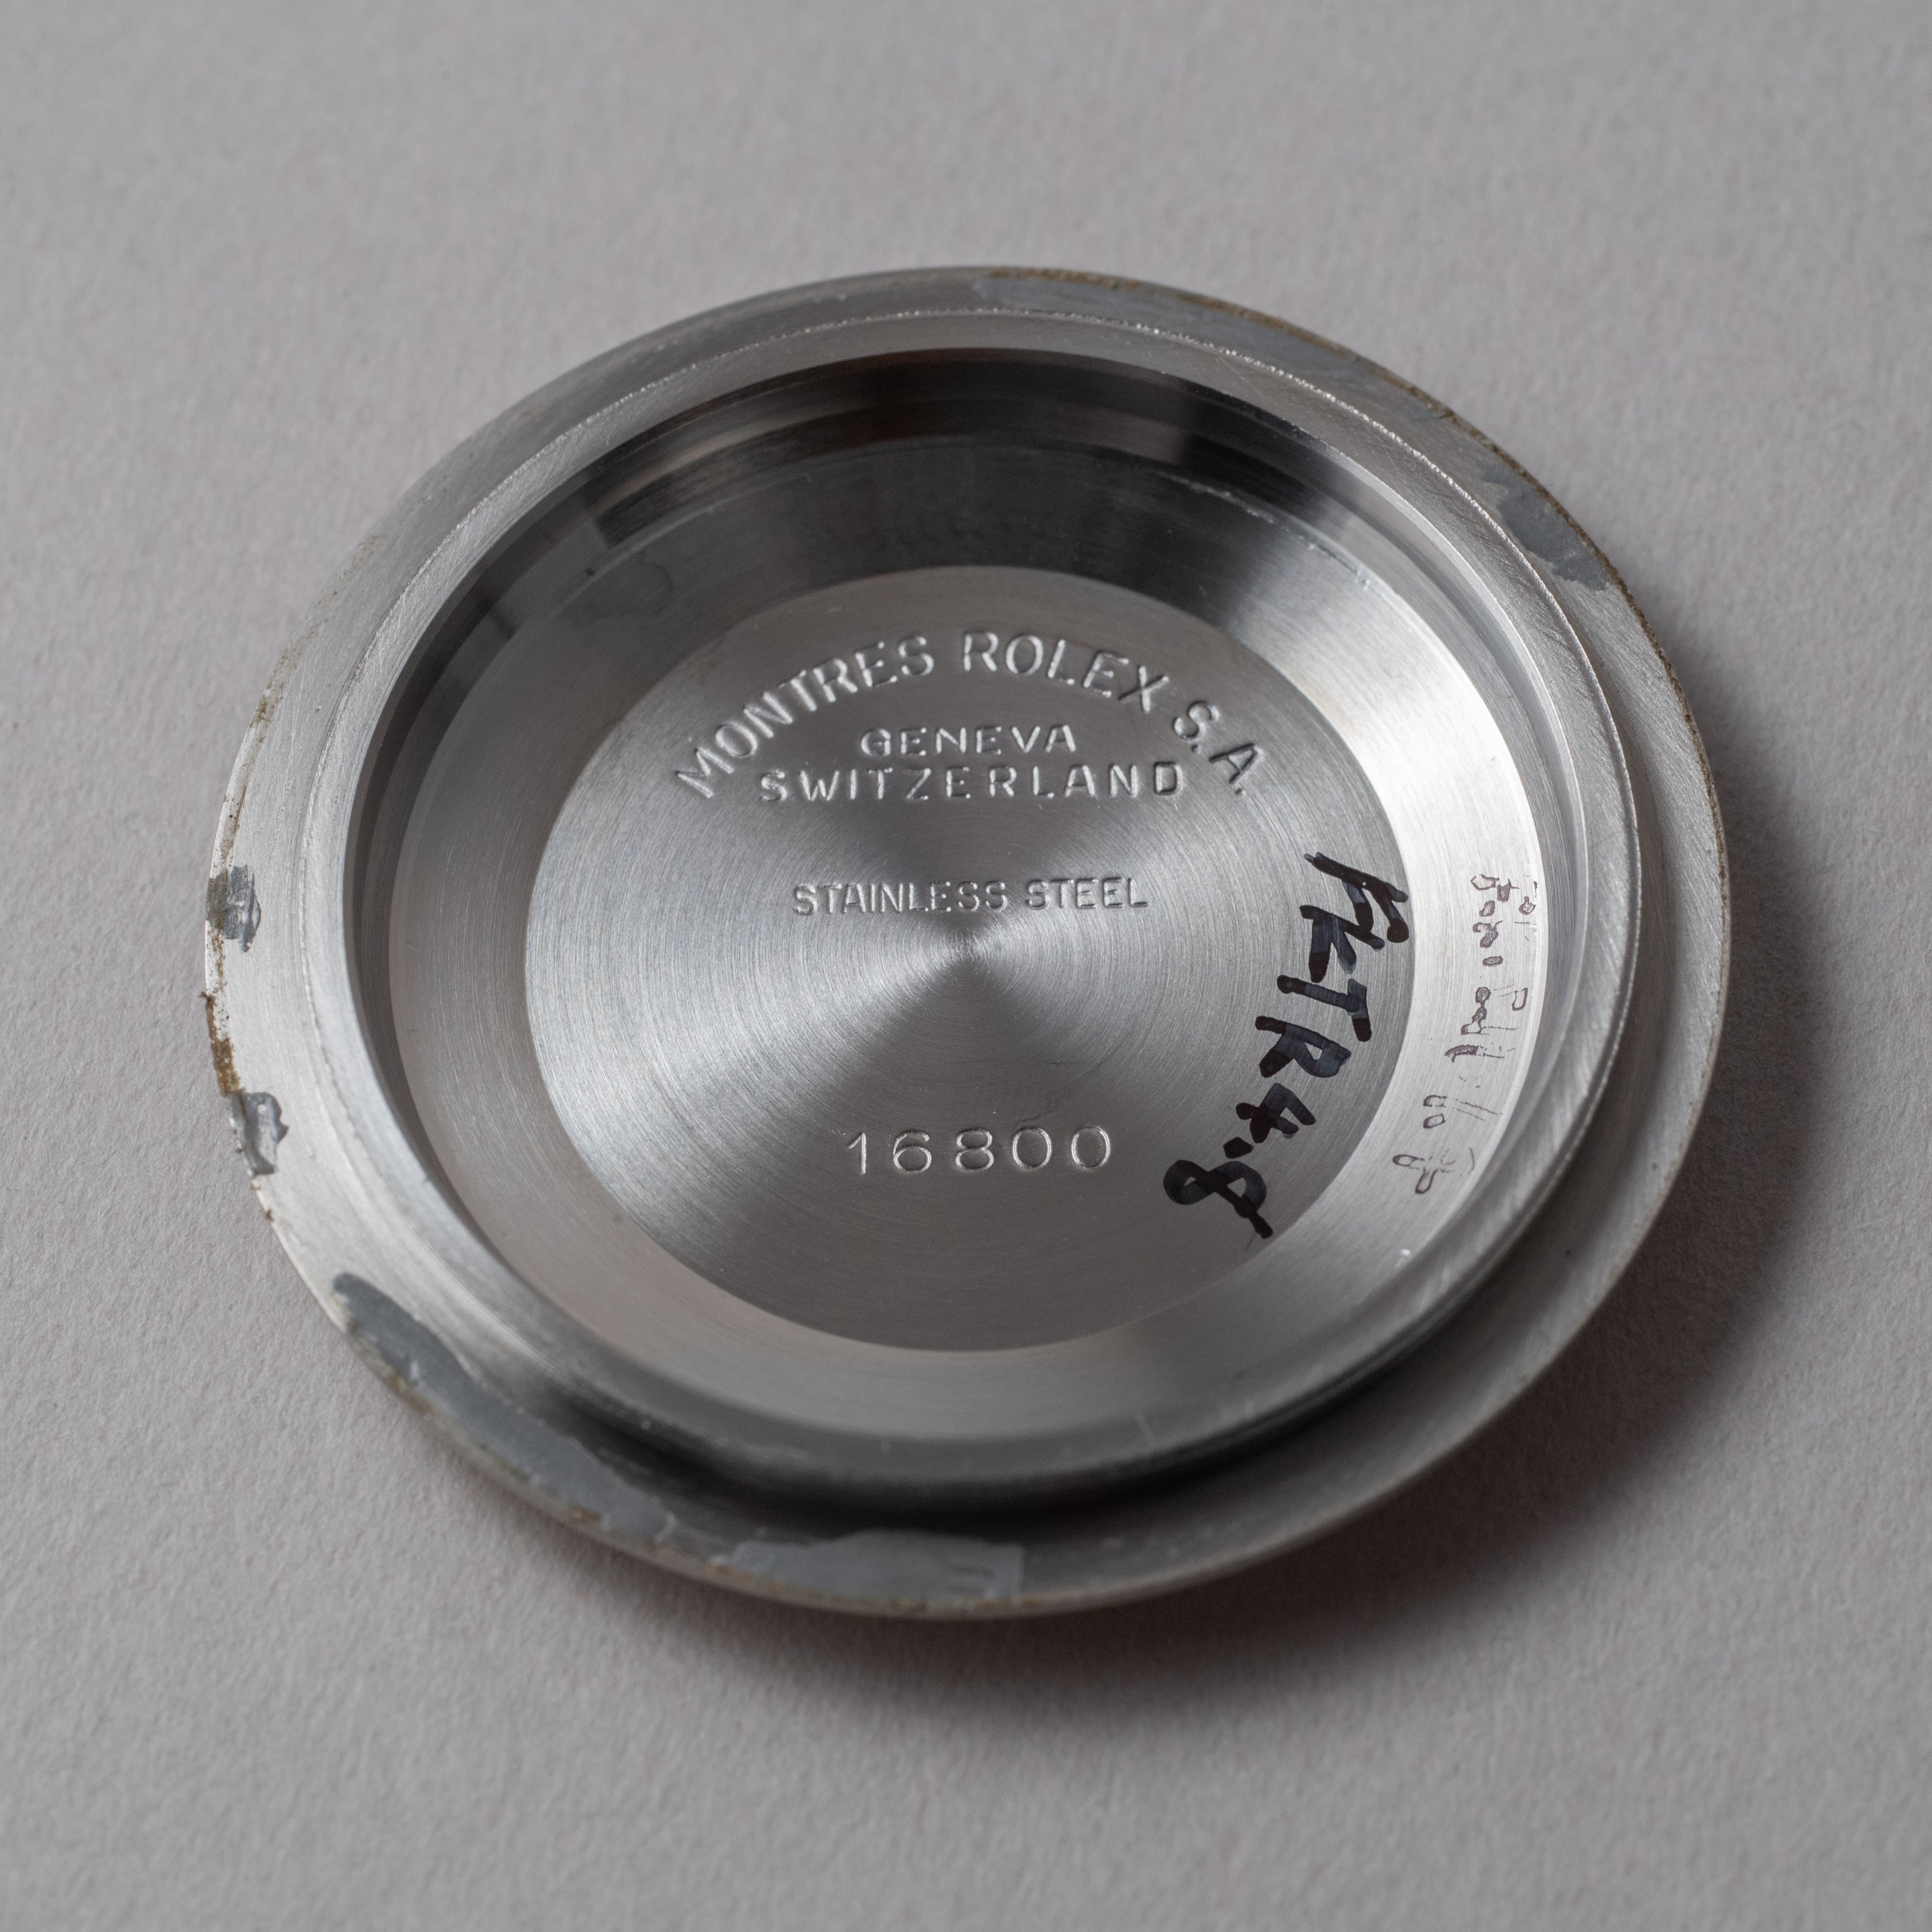 MONTRES ROLEX S.A.
GENEVA
SWITZERLAND
STAINLESS STEEL
16800